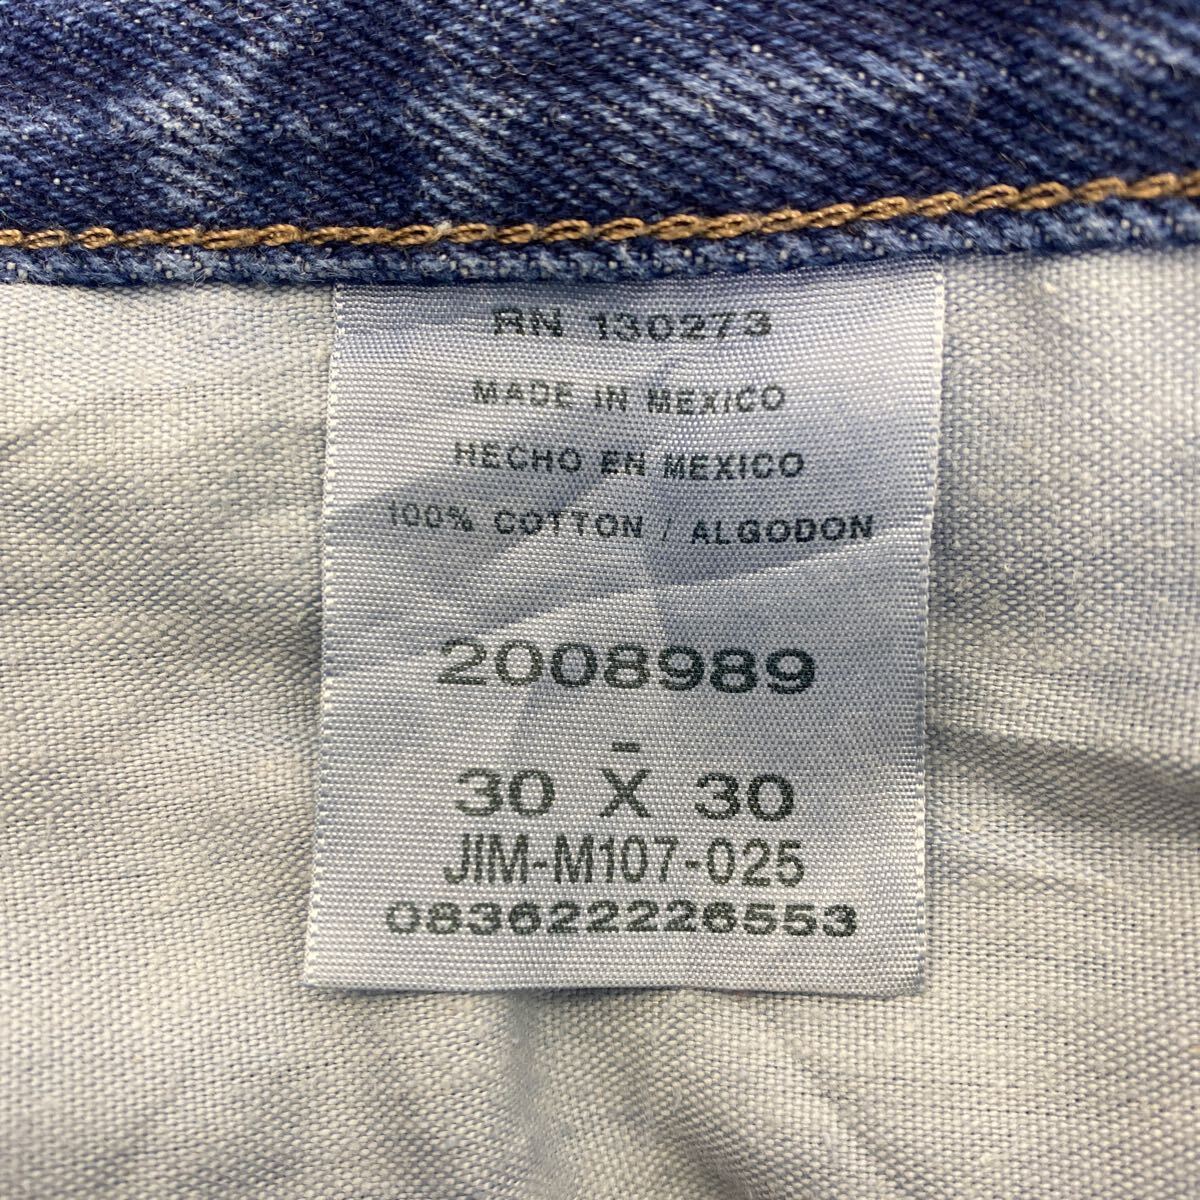 RN 130273
MADE IN MEXICO
HECHO EN MEXICO
100% COTTON / ALGODON
2008989
-
30 X 30
JIM-M107-025
083622226553